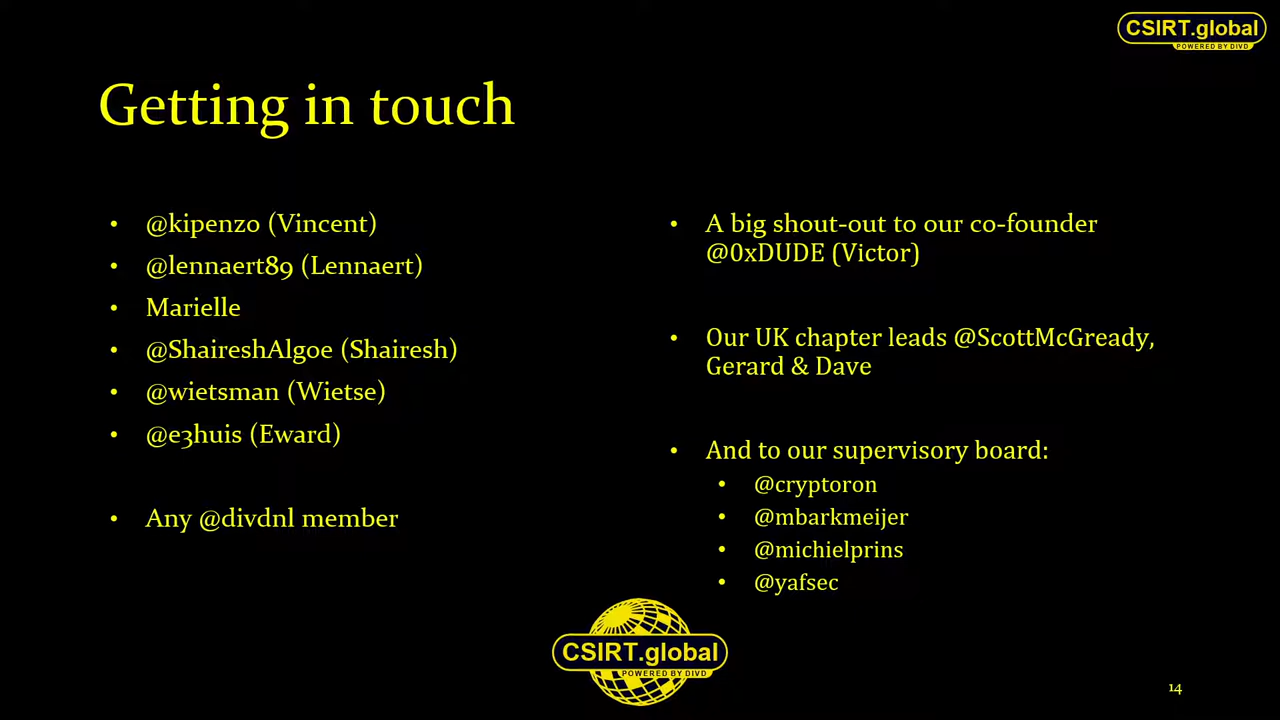 CSIRT.global
POWERED BY DIVD
Getting in touch
• @kipenzo (Vincent)
• @lennaert89 (Lennaert)
• Marielle
• @ShaireshAlgoe (Shairesh)
• @wietsman (Wietse)
• @e3huis (Eward)
• Any @divdnl member
• A big shout-out to our co-founder
@0xDUDE (Victor)
• Our UK chapter leads @ScottMcGready,
Gerard & Dave
• And to our supervisory board:
• @cryptoron
• @mbarkmeijer
• @michielprins
• @yafsec
CSIRT.global
POWERED BY DIVD
14